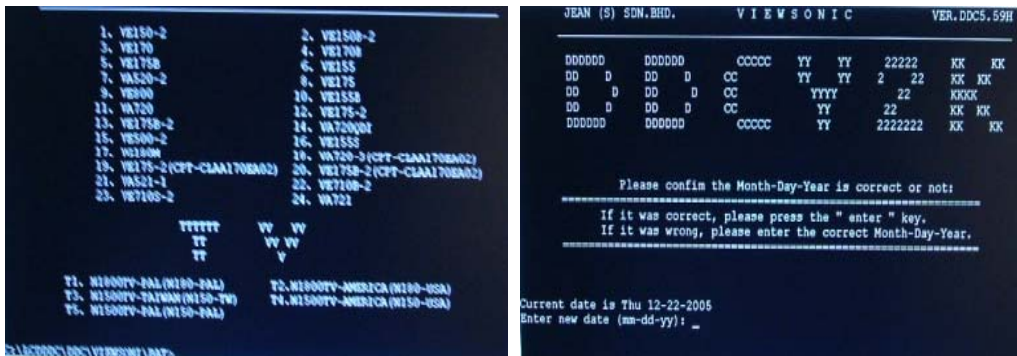 1、 VE150-2 2、 VE150B-2
3、 VE170 4、 VE170B
5、 VE175B 6、 VE155
7、 VA520-2 8、 VE175
9、 VE800 10、 VE155B
11、 VA720 12、 VE175-2
13、 VE175B-2 14、 VA720QDI
15、 VE500-2 16、 VE155S
17、 18、 VA720-3(CPT-CLAA170EA02)
19、 VE175-2(CPT-CLAA170EA02) 20、 VE175B-2(CPT-CLAA170EA02)
21、 VA521-1 22、 VE710B-2
23、 VE710S-2 24、 VA721
TTTTTT VV VV
TT VV VV
TT V
T1、 N1800TV-PAL(N180-PAL) T2.N1800TV-AMERICA(N180-USA)
T3、 N1500TV-TAIWAN(N150-TW) T4.N1500TV-AMERICA(N150-USA)
T5、 N1500TV-PAL(N150-PAL)
JEAN (S) SDN.BHD. V I E W S O N I C VER.DDC5.59H
DDDDDD DDDDDD CCCCC YY YY 22222 KK KK
DD D DD D CC YY YY 2 22 KK KK
DD D DD D CC YYYY 22 KKKK
DD D DD D CC YY 22 KK KK
DDDDDD DDDDDD CCCCC YY 2222222 KK KK
Please confim the Month-Day-Year is correct or not:
If it was correct, please press the " enter " key.
If it was wrong, please enter the correct Month-Day-Year.
Current date is Thu 12-22-2005
Enter new date (mm-dd-yy): _